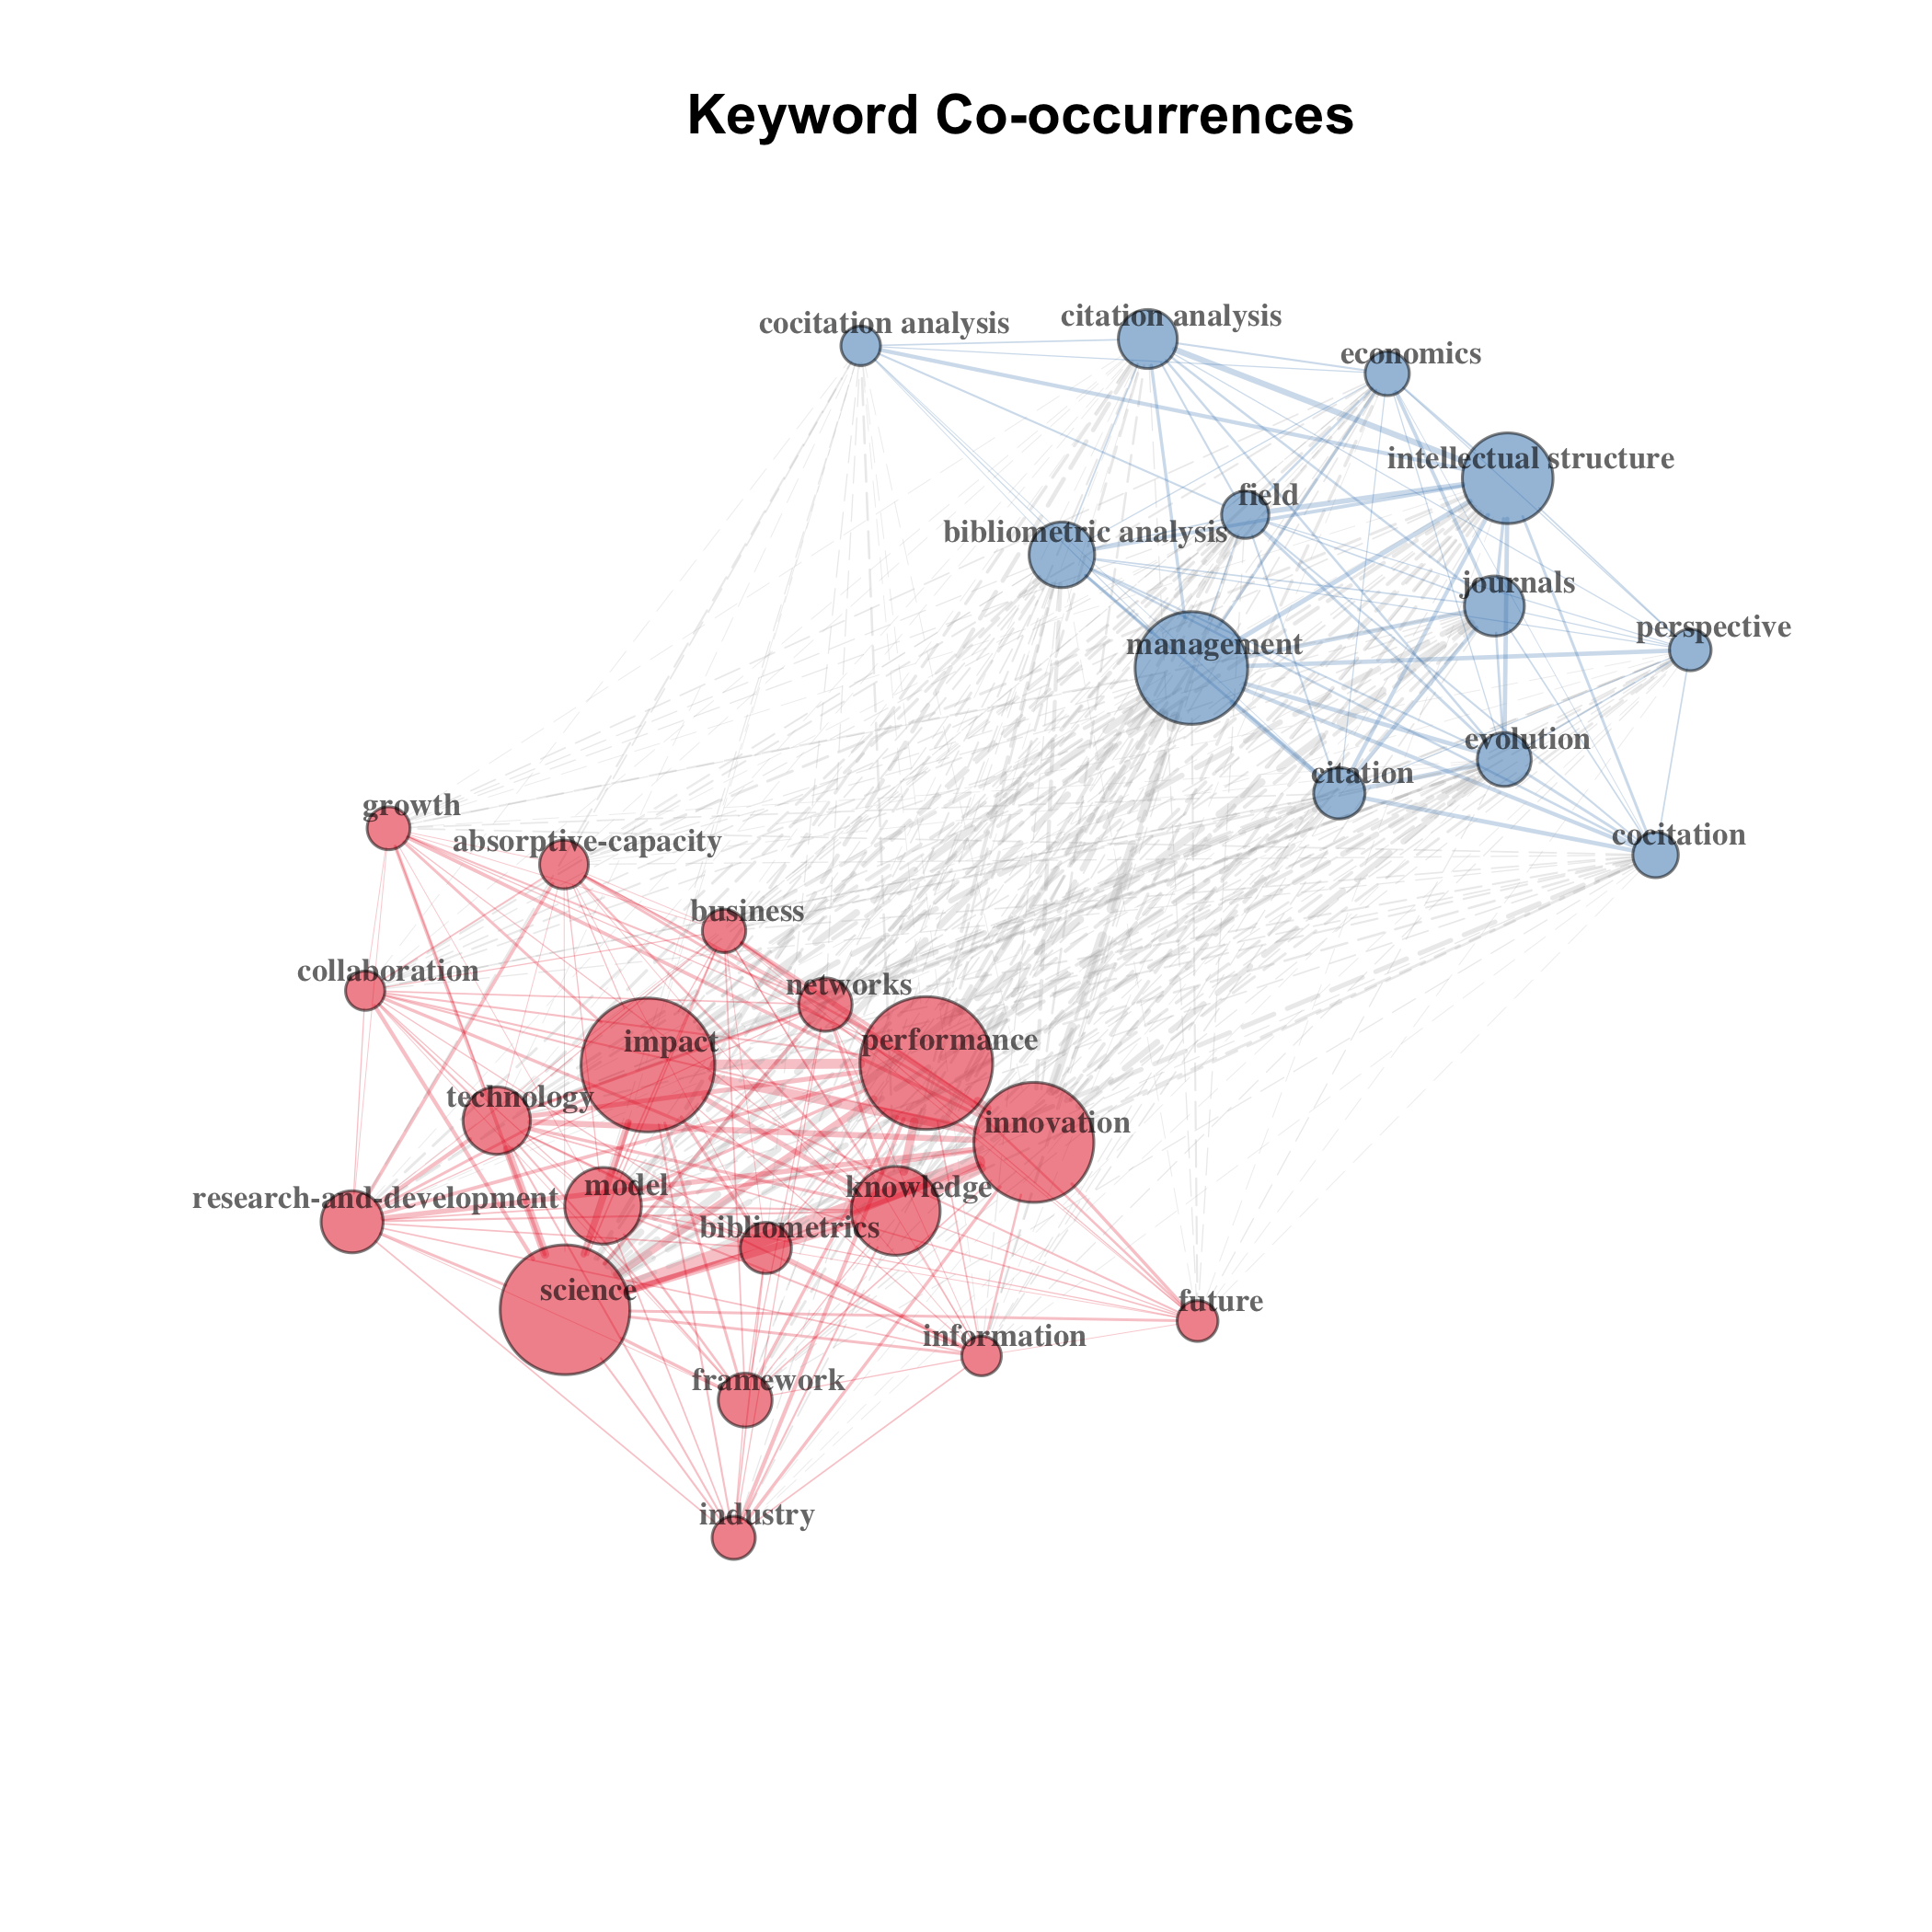 Keyword Co-occurrences
cocitation analysis
citation analysis
economics
intellectual structure
field
bibliometric analysis
journals
perspective
management
evolution
citation
cocitation
growth
absorptive-capacity
business
collaboration
networks
impact
performance
technology
innovation
model
knowledge
research-and-development
bibliometrics
science
future
information
framework
industry